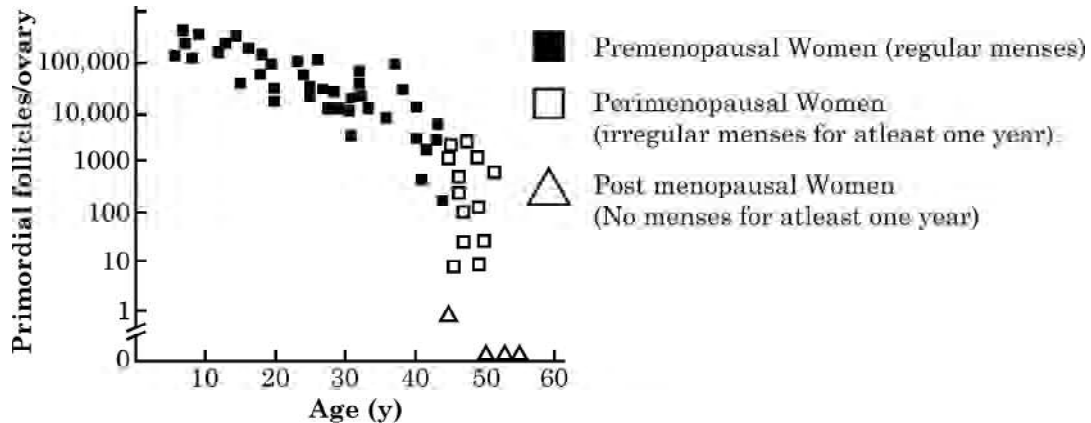 Primordial follicles/ovary
100,000
10,000
1000
100
10
1
0
10 20 30 40 50 60
Age (y)
Premenopausal Women (regular menses)
Perimenopausal Women
(irregular menses for atleast one year)
Post menopausal Women
(No menses for atleast one year)